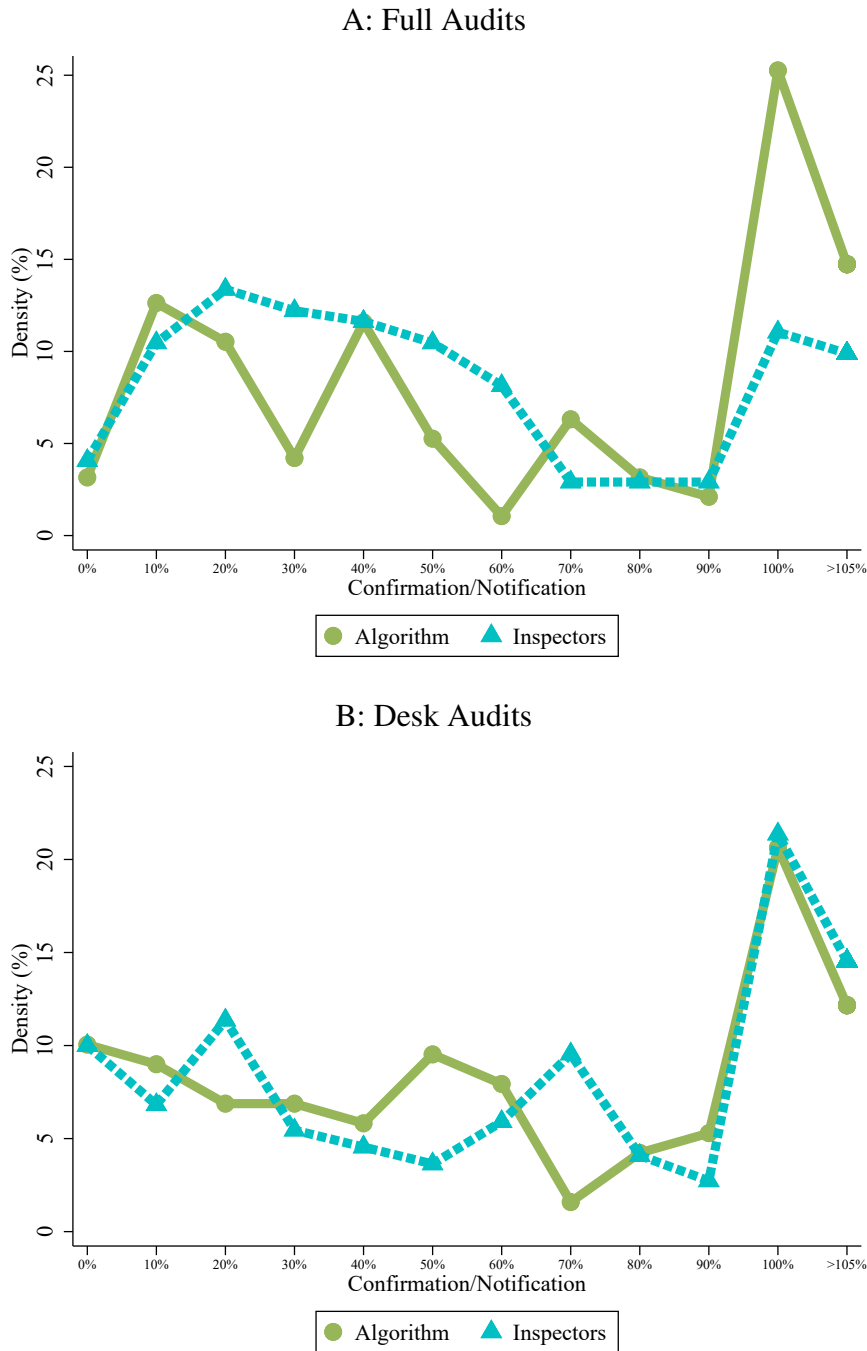 A: Full Audits
25
20
15
10
5
0
Density (%)
0% 10% 20% 30% 40% 50% 60% 70% 80% 90% 100% >105%
Confirmation/Notification
Algorithm Inspectors
B: Desk Audits
25
20
15
10
5
0
Density (%)
0% 10% 20% 30% 40% 50% 60% 70% 80% 90% 100% >105%
Confirmation/Notification
Algorithm Inspectors